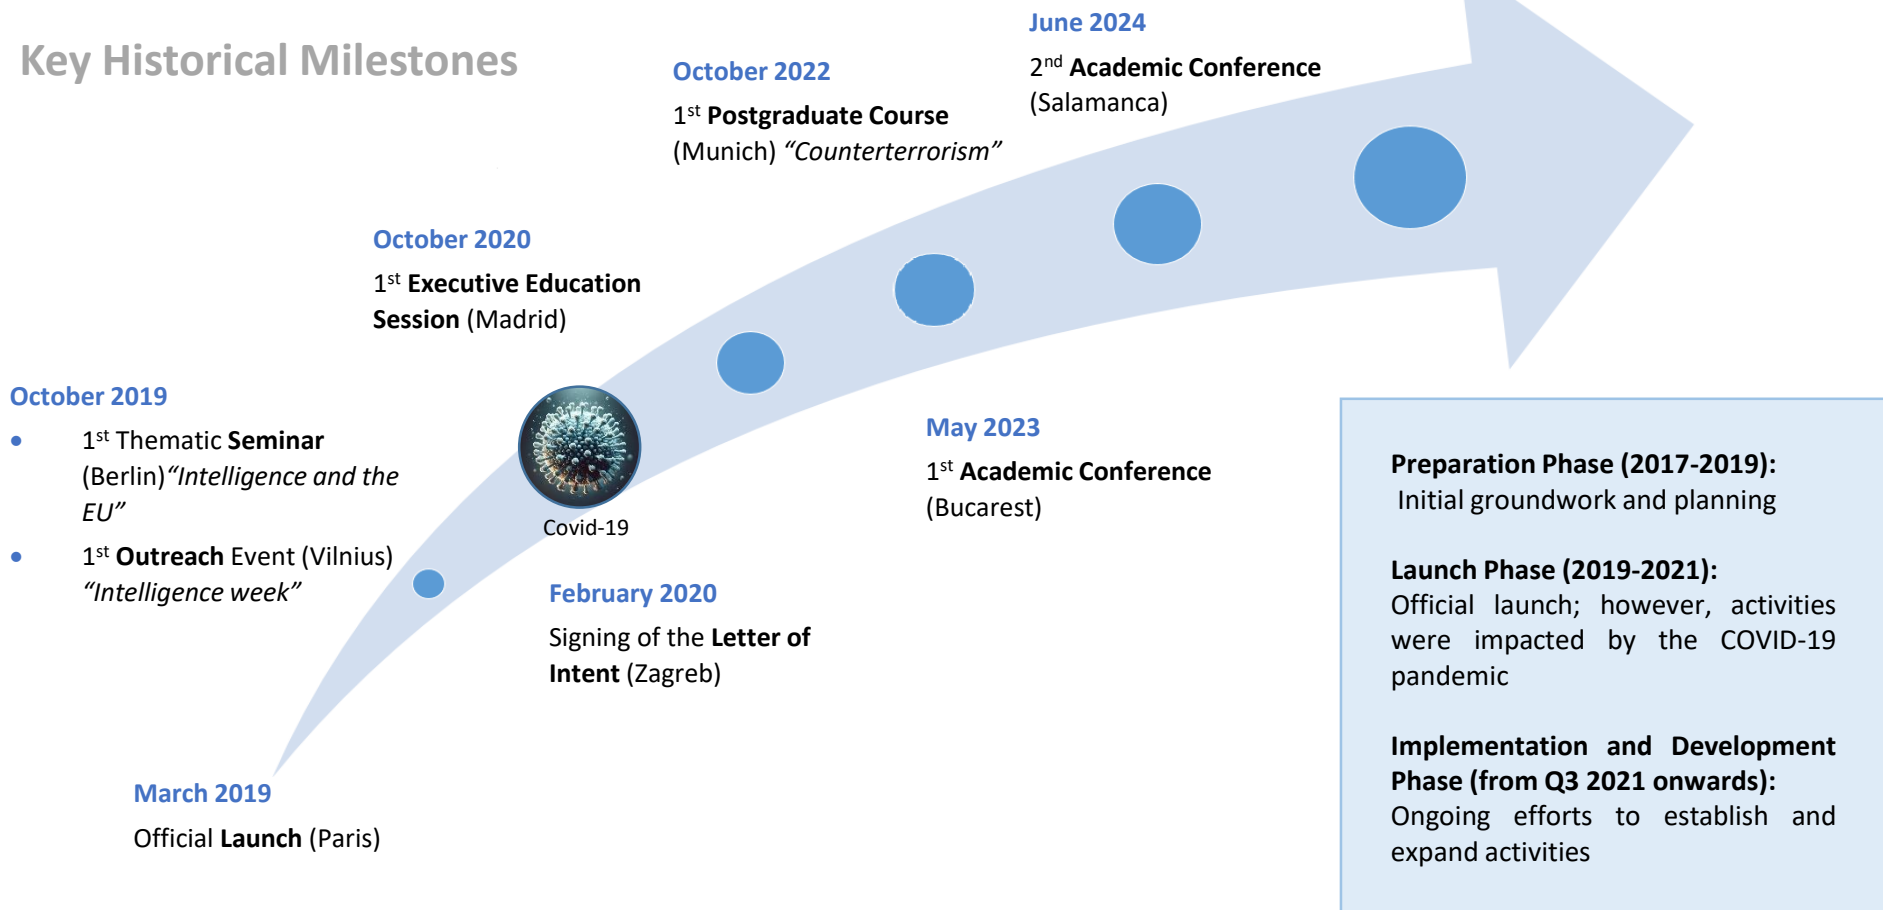 Key Historical Milestones
June 2024
2nd Academic Conference
(Salamanca)
October 2022
1st Postgraduate Course
(Munich) “Counterterrorism”
October 2020
1st Executive Education
Session (Madrid)
October 2019
• 1st Thematic Seminar
(Berlin)“Intelligence and the
EU”
• 1st Outreach Event (Vilnius)
“Intelligence week”
Covid-19
February 2020
Signing of the Letter of
Intent (Zagreb)
March 2019
Official Launch (Paris)
May 2023
1st Academic Conference
(Bucarest)
Preparation Phase (2017-2019):
Initial groundwork and planning
Launch Phase (2019-2021):
Official launch; however, activities
were impacted by the COVID-19
pandemic
Implementation and Development
Phase (from Q3 2021 onwards):
Ongoing efforts to establish and
expand activities